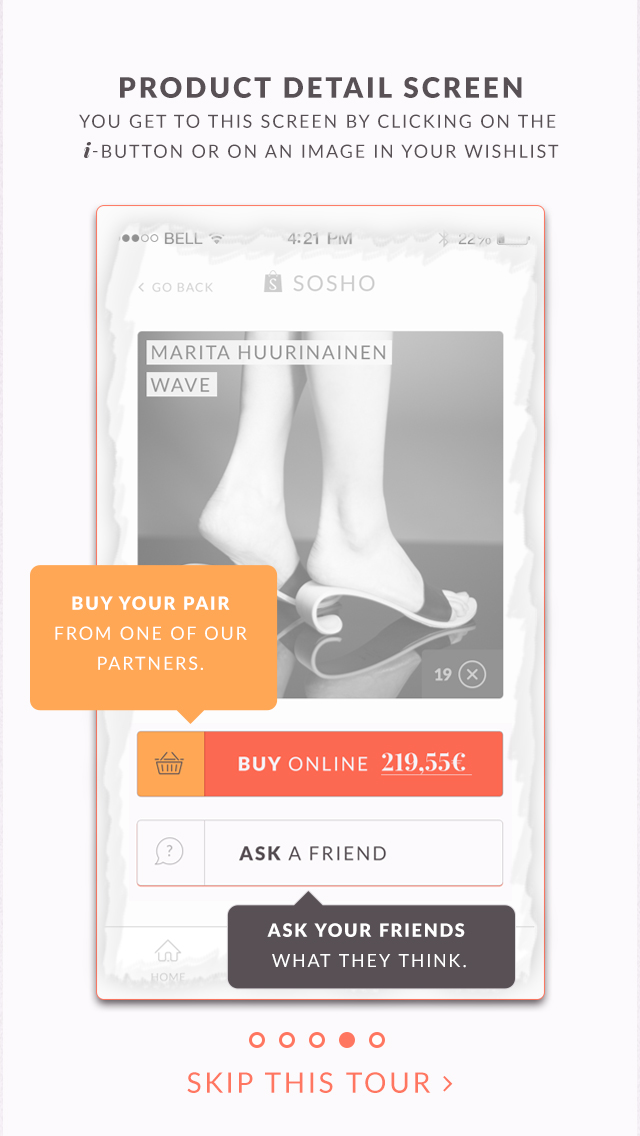 PRODUCT DETAIL SCREEN
YOU GET TO THIS SCREEN BY CLICKING ON THE
i-BUTTON OR ON AN IMAGE IN YOUR WISHLIST
BELL 4:21 PM 22%
GO BACK
S SOSHO
MARITA HUURINAINEN
WAVE
BUY YOUR PAIR
FROM ONE OF OUR
PARTNERS.
19
BUY ONLINE 219,55€
? ASK A FRIEND
ASK YOUR FRIENDS
WHAT THEY THINK.
HOME
SKIP THIS TOUR >